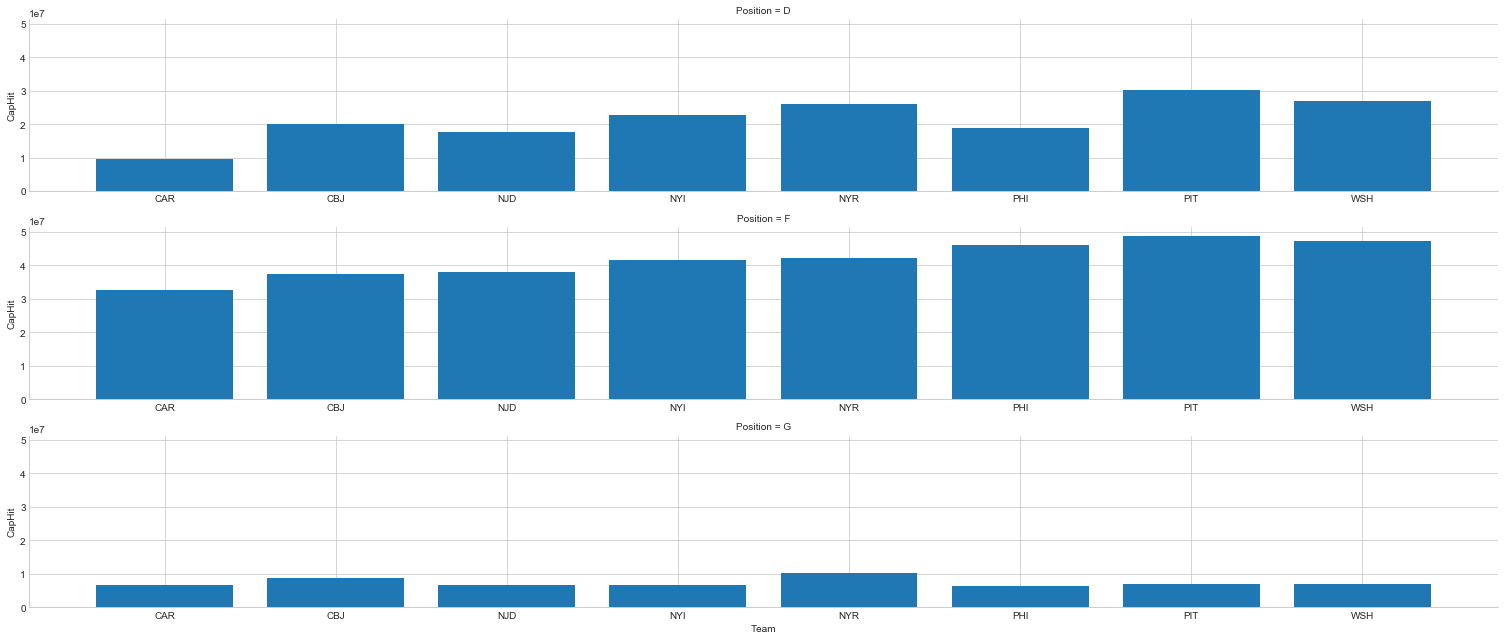 Position = D
1e7
5
4
3
2
1
0
CapHit
CAR CBJ NJD NYI NYR PHI PIT WSH
Position = F
1e7
5
4
3
2
1
0
CapHit
CAR CBJ NJD NYI NYR PHI PIT WSH
Position = G
1e7
5
4
3
2
1
0
CapHit
CAR CBJ NJD NYI NYR PHI PIT WSH
Team